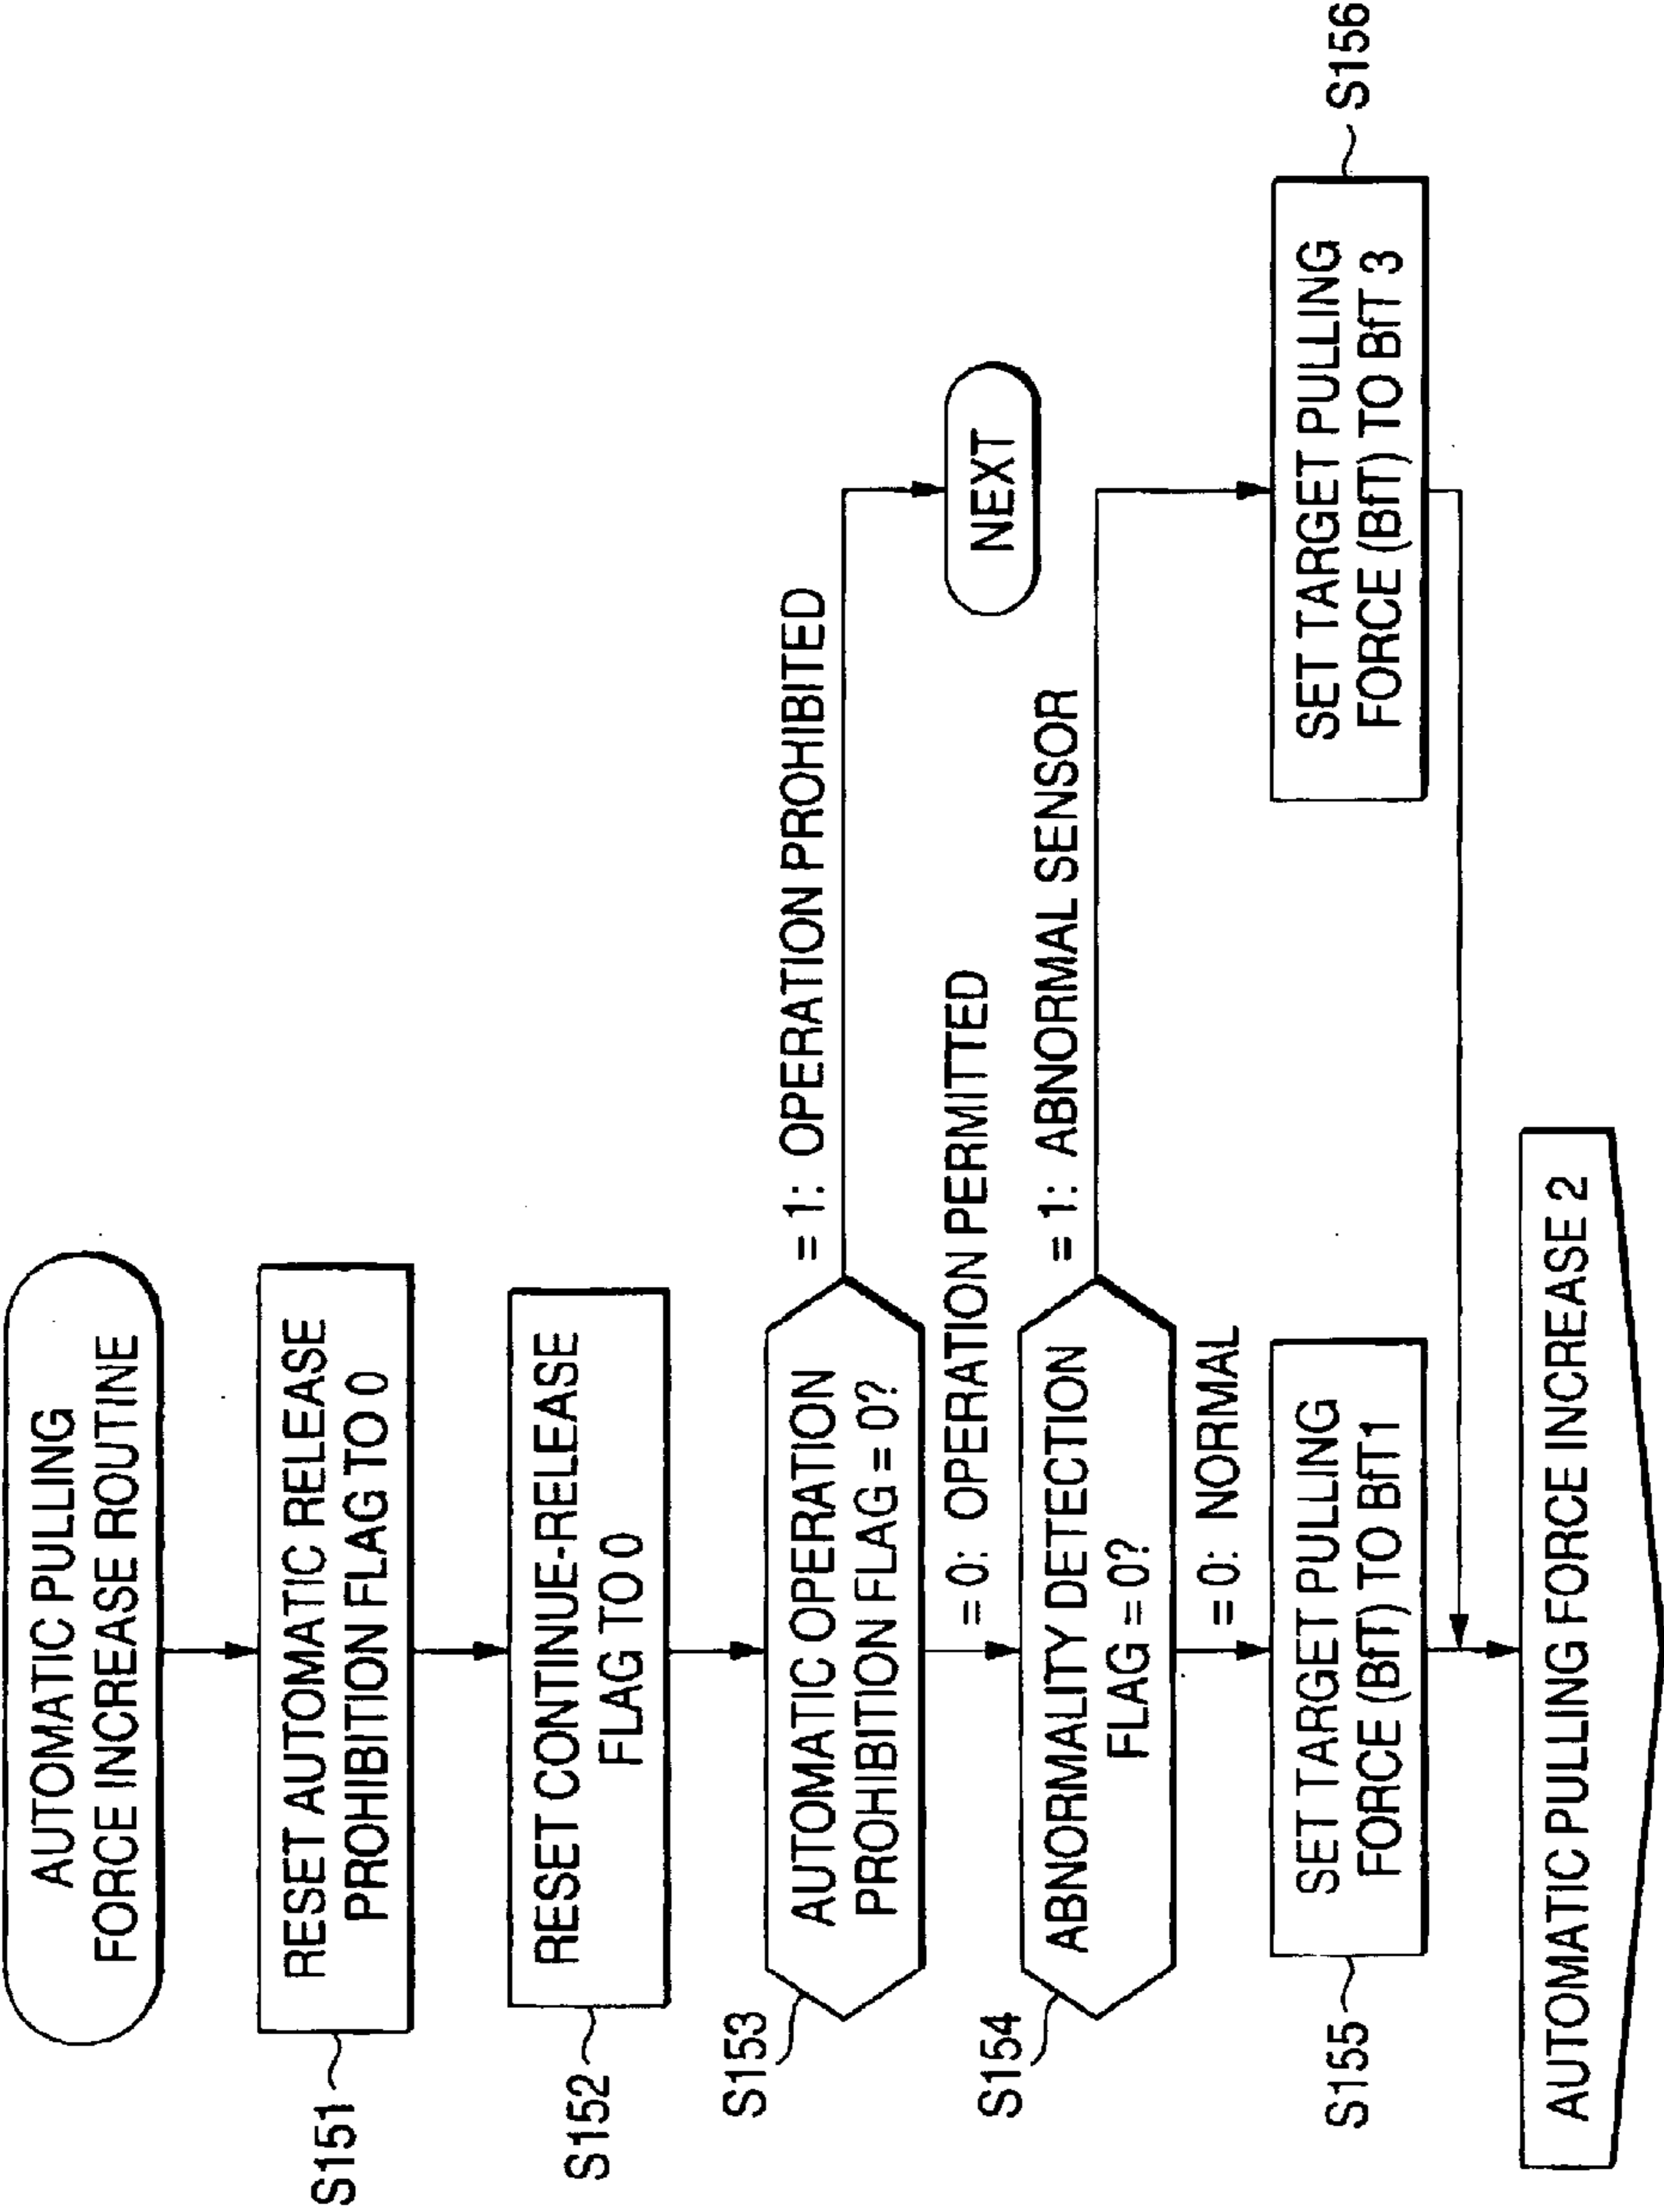 AUTOMATIC PULLING
FORCE INCREASE ROUTINE
S151
RESET AUTOMATIC RELEASE
PROHIBITION FLAG TO 0
S152
RESET CONTINUE-RELEASE
FLAG TO 0
S153
AUTOMATIC OPERATION
PROHIBITION FLAG = 0?
= 1: OPERATION PROHIBITED
NEXT
= 0: OPERATION PERMITTED
S154
ABNORMALITY DETECTION
FLAG = 0?
= 1: ABNORMAL SENSOR
= 0: NORMAL
S155
SET TARGET PULLING
FORCE (BfT) TO BfT1
S156
SET TARGET PULLING
FORCE (BfT) TO BfT 3
AUTOMATIC PULLING FORCE INCREASE 2